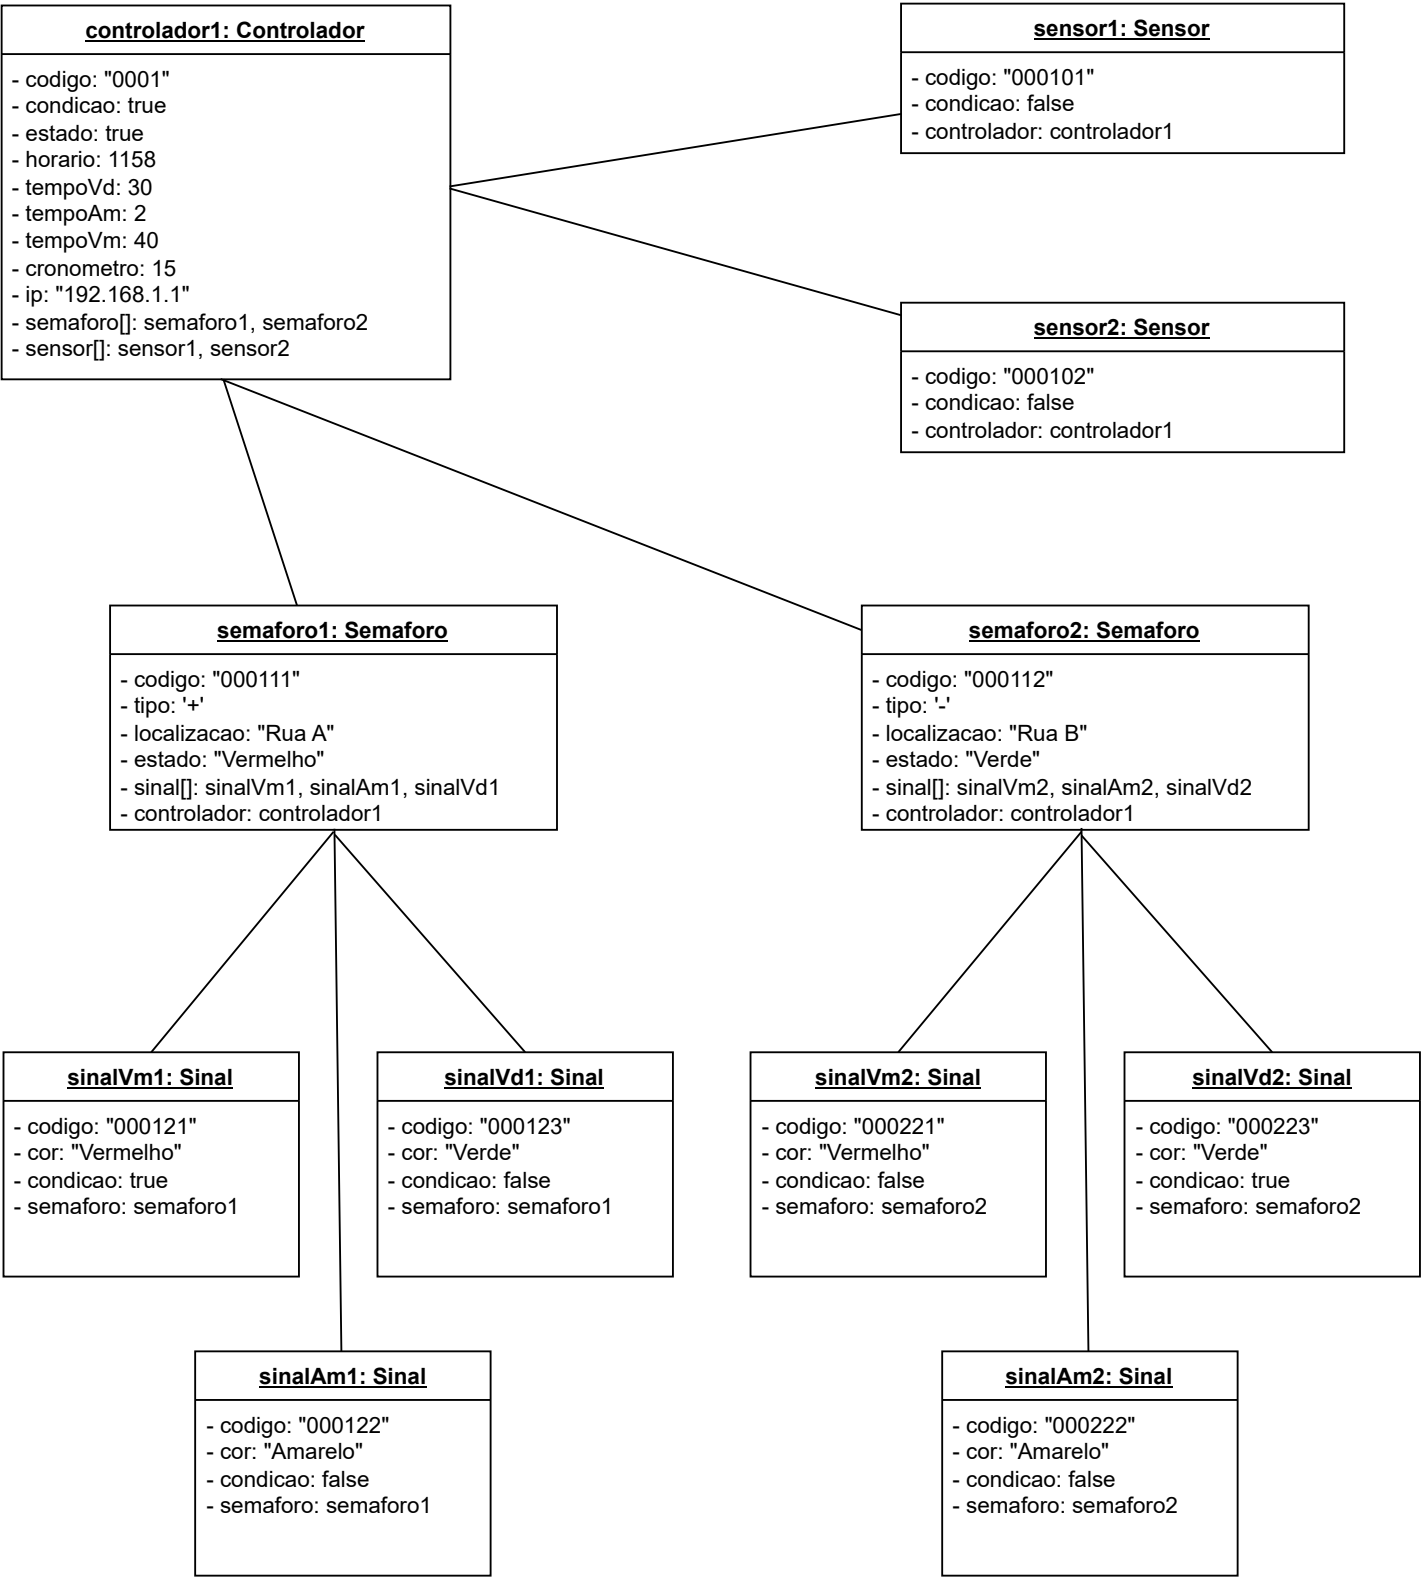 controlador1: Controlador
- codigo: "0001"
- condicao: true
- estado: true
- horario: 1158
- tempoVd: 30
- tempoAm: 2
- tempoVm: 40
- cronometro: 15
- ip: "192.168.1.1"
- semaforo[]: semaforo1, semaforo2
- sensor[]: sensor1, sensor2
sensor1: Sensor
- codigo: "000101"
- condicao: false
- controlador: controlador1
sensor2: Sensor
- codigo: "000102"
- condicao: false
- controlador: controlador1
semaforo1: Semaforo
- codigo: "000111"
- tipo: '+'
- localizacao: "Rua A"
- estado: "Vermelho"
- sinal[]: sinalVm1, sinalAm1, sinalVd1
- controlador: controlador1
semaforo2: Semaforo
- codigo: "000112"
- tipo: '-'
- localizacao: "Rua B"
- estado: "Verde"
- sinal[]: sinalVm2, sinalAm2, sinalVd2
- controlador: controlador1
sinalVm1: Sinal
- codigo: "000121"
- cor: "Vermelho"
- condicao: true
- semaforo: semaforo1
sinalVd1: Sinal
- codigo: "000123"
- cor: "Verde"
- condicao: false
- semaforo: semaforo1
sinalVm2: Sinal
- codigo: "000221"
- cor: "Vermelho"
- condicao: false
- semaforo: semaforo2
sinalVd2: Sinal
- codigo: "000223"
- cor: "Verde"
- condicao: true
- semaforo: semaforo2
sinalAm1: Sinal
- codigo: "000122"
- cor: "Amarelo"
- condicao: false
- semaforo: semaforo1
sinalAm2: Sinal
- codigo: "000222"
- cor: "Amarelo"
- condicao: false
- semaforo: semaforo2